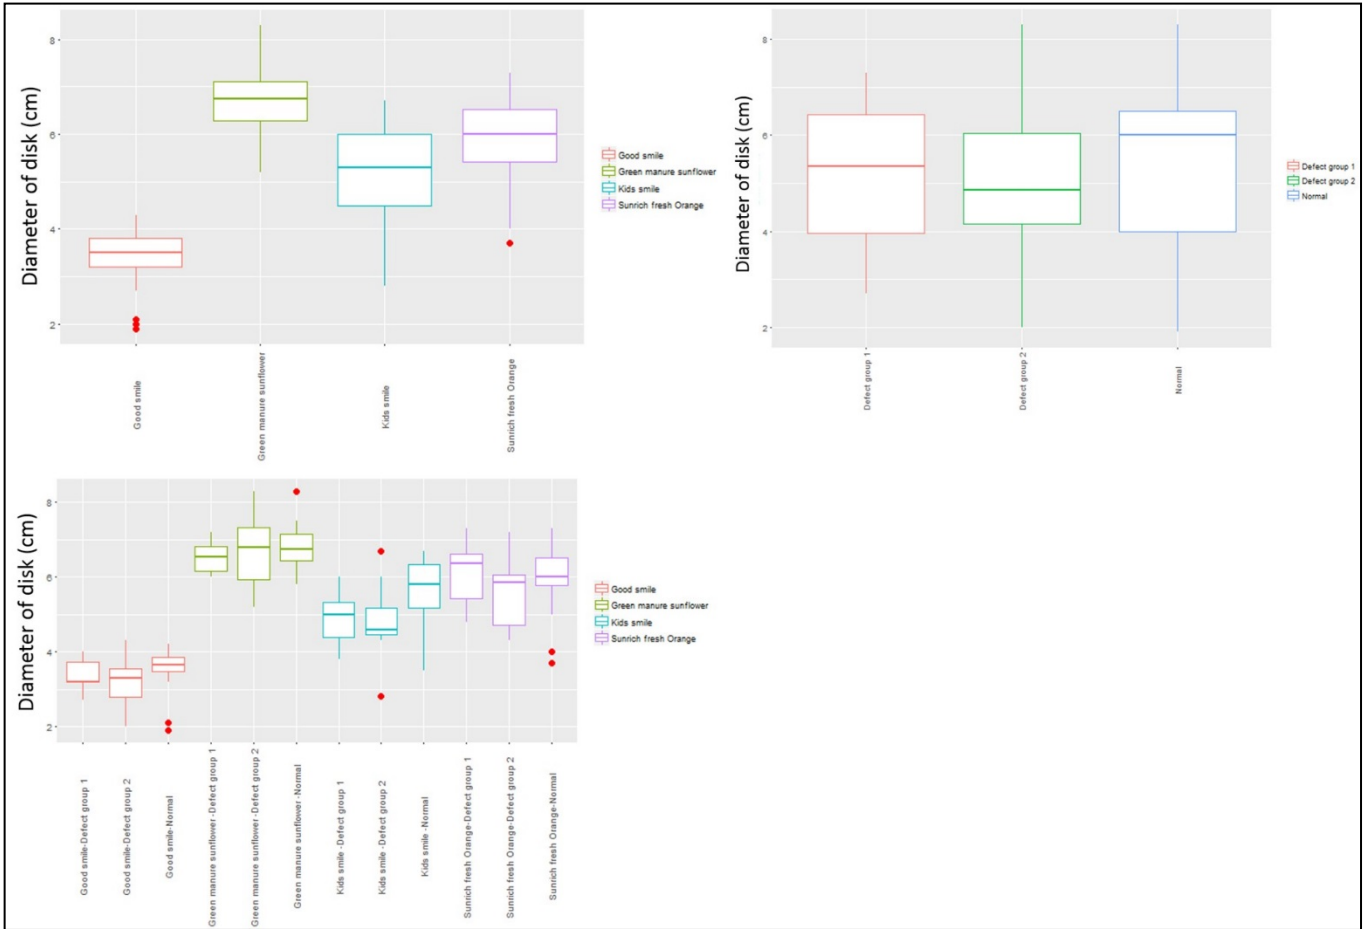 Diameter of disk (cm)
8
6
4
2
Good smile
Green manure sunflower
Kids smile
Sunrich fresh Orange
Good smile
Green manure sunflower
Kids smile
Sunrich fresh Orange
Diameter of disk (cm)
8
6
4
2
Defect group 1
Defect group 2
Normal
Defect group 1
Defect group 2
Normal
Diameter of disk (cm)
8
6
4
2
Good smile-Defect group 1
Good smile-Defect group 2
Good smile-Normal
Green manure sunflower -Defect group 1
Green manure sunflower -Defect group 2
Green manure sunflower -Normal
Kids smile -Defect group 1
Kids smile -Defect group 2
Kids smile -Normal
Sunrich fresh Orange-Defect group 1
Sunrich fresh Orange-Defect group 2
Sunrich fresh Orange-Normal
Good smile
Green manure sunflower
Kids smile
Sunrich fresh Orange